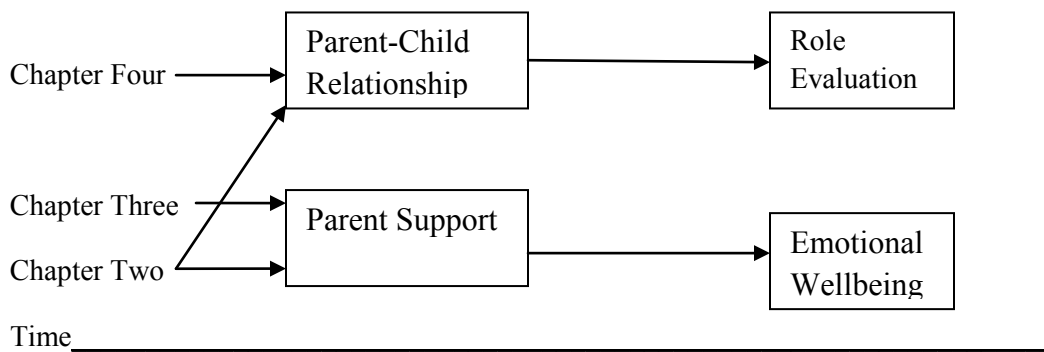 Parent-Child
Relationship
Role
Evaluation
Chapter Four
Chapter Three
Parent Support
Chapter Two
Emotional
Wellbeing
Time